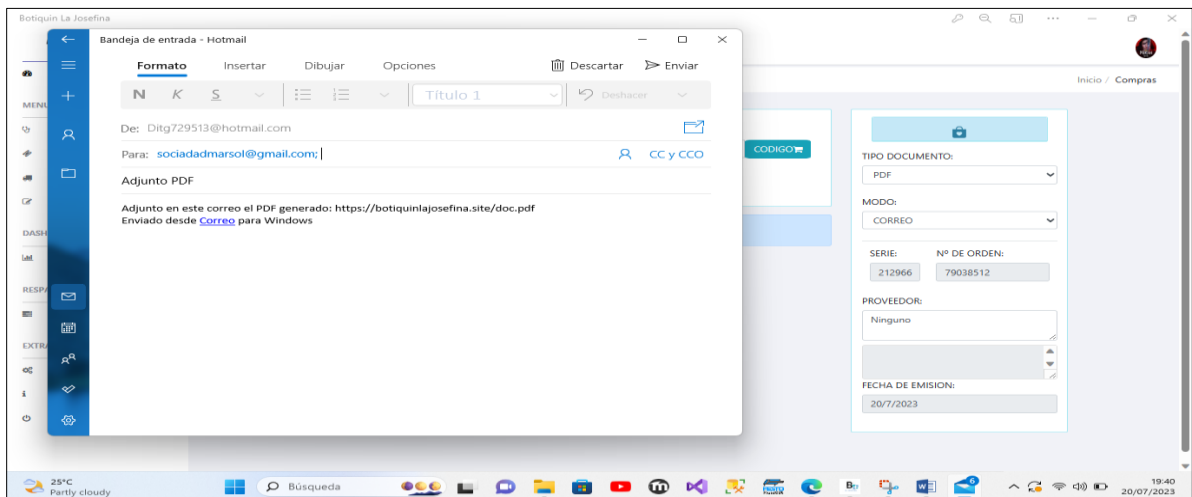 Botiquin La Josefina
Bandeja de entrada - Hotmail
Formato Insertar Dibujar Opciones Descartar Enviar
N K S Título 1 Deshacer
De: Ditg729513@hotmail.com
Para: sociadadmarsol@gmail.com;
CC y CCO
Adjunto PDF
Adjunto en este correo el PDF generado: https://botiquinlajosefina.site/doc.pdf
Enviado desde Correo para Windows
MENU
DASH
RESPA
EXTRA
Inicio / Compras
CODIGO
TIPO DOCUMENTO:
PDF
MODO:
CORREO
SERIE: Nº DE ORDEN:
212966 79038512
PROVEEDOR:
Ninguno
FECHA DE EMISION:
20/7/2023
25°C
Partly cloudy
Búsqueda
6
19:40
20/07/2023